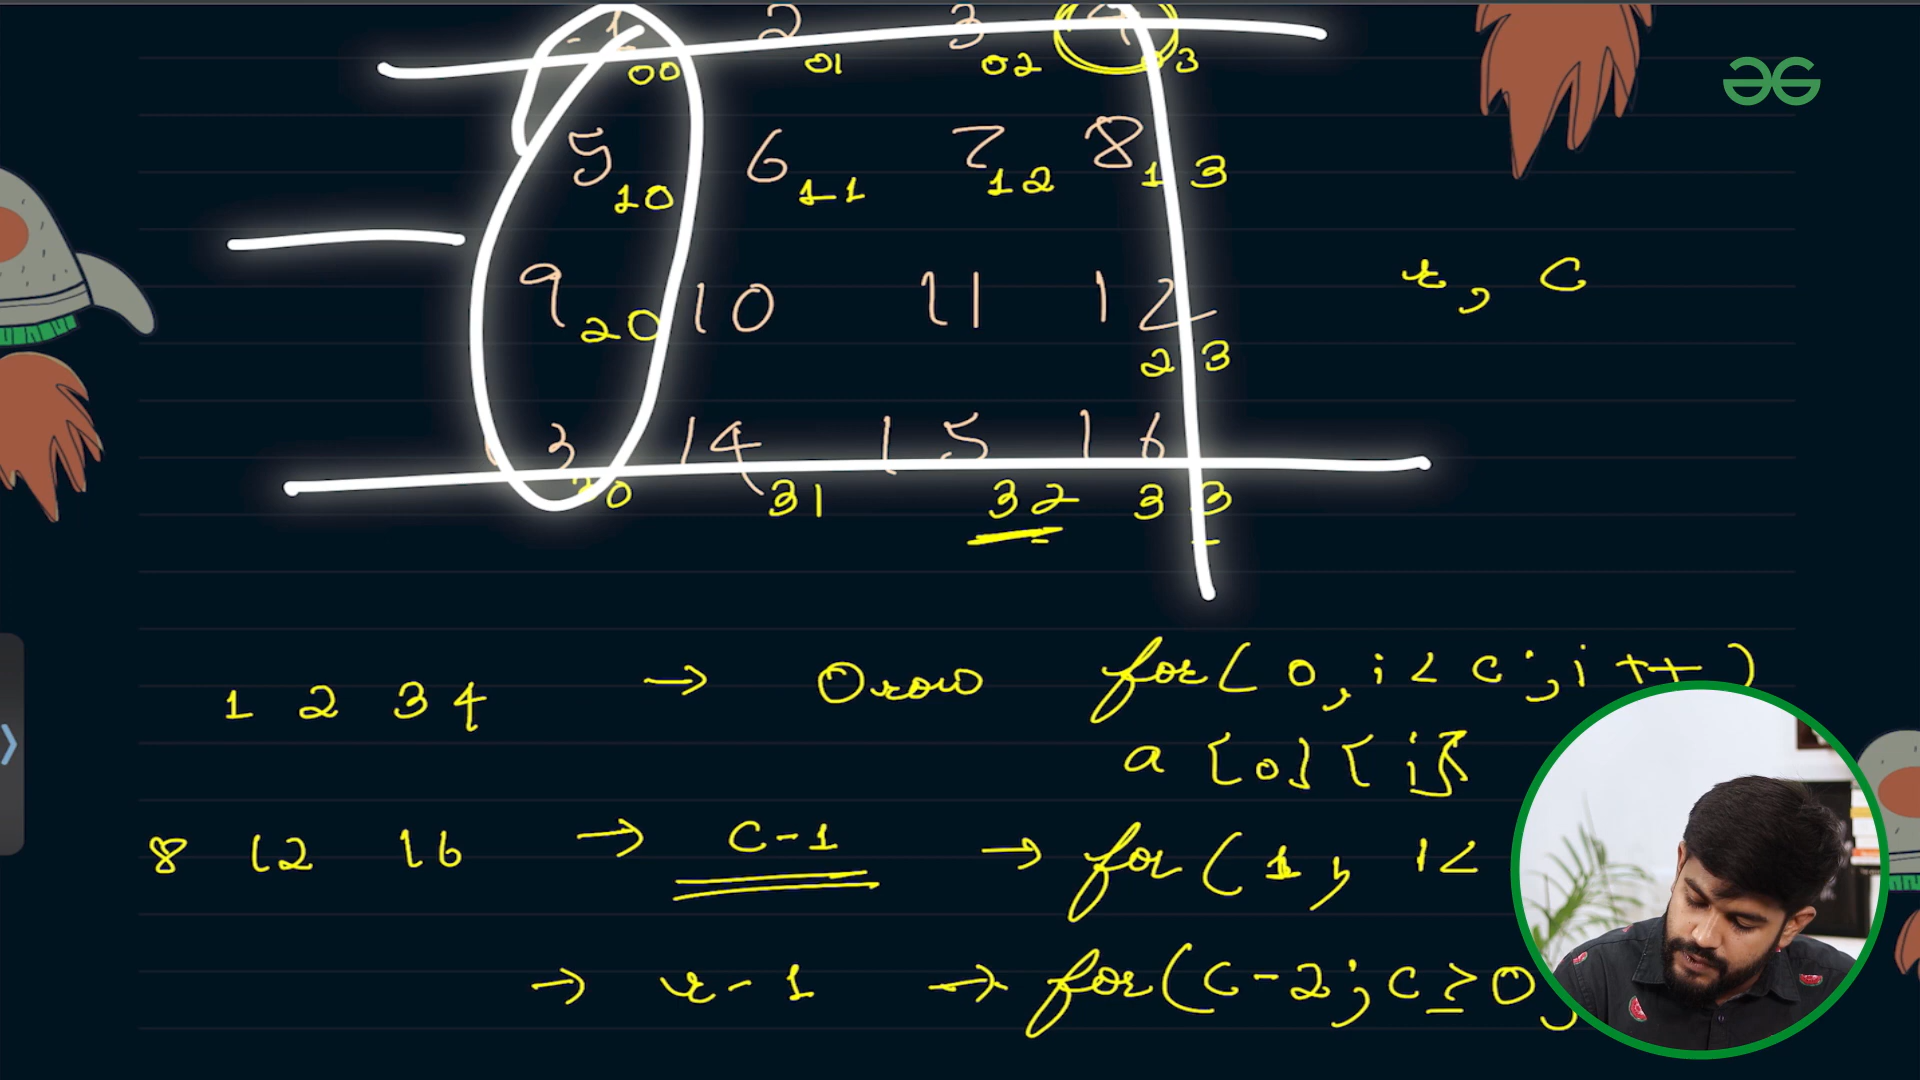 - 1 2 3
00 01 02 03
5 6 7 8
10 11 12 13
9 10 11 12
20 23
r, c
3 14 15 16
30 31 32 33
1 2 3 4 → 0 row for( 0, i < c; i ++ )
a [0] [i]
8 12 16 → c-1 → for( 1, i <
→ r-1 → for(c-2; c ≥ 0